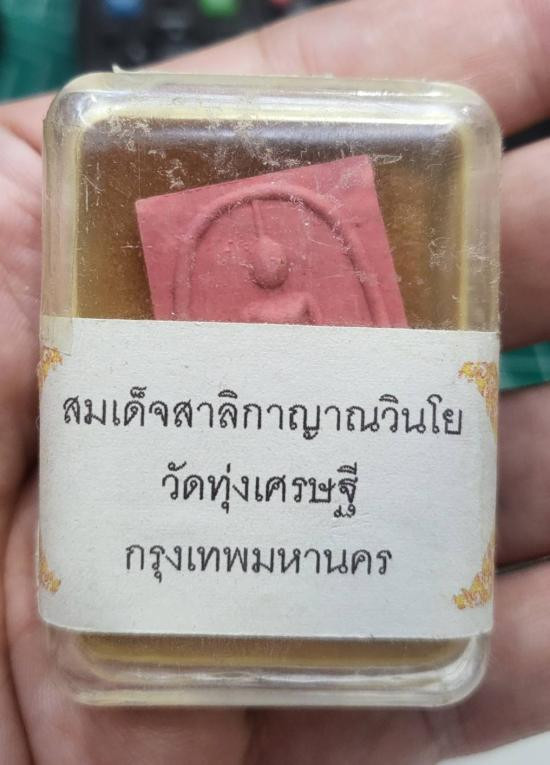 สมเด็จสาลิกาญาณวินโย
วัดทุ่งเศรษฐี
กรุงเทพมหานคร